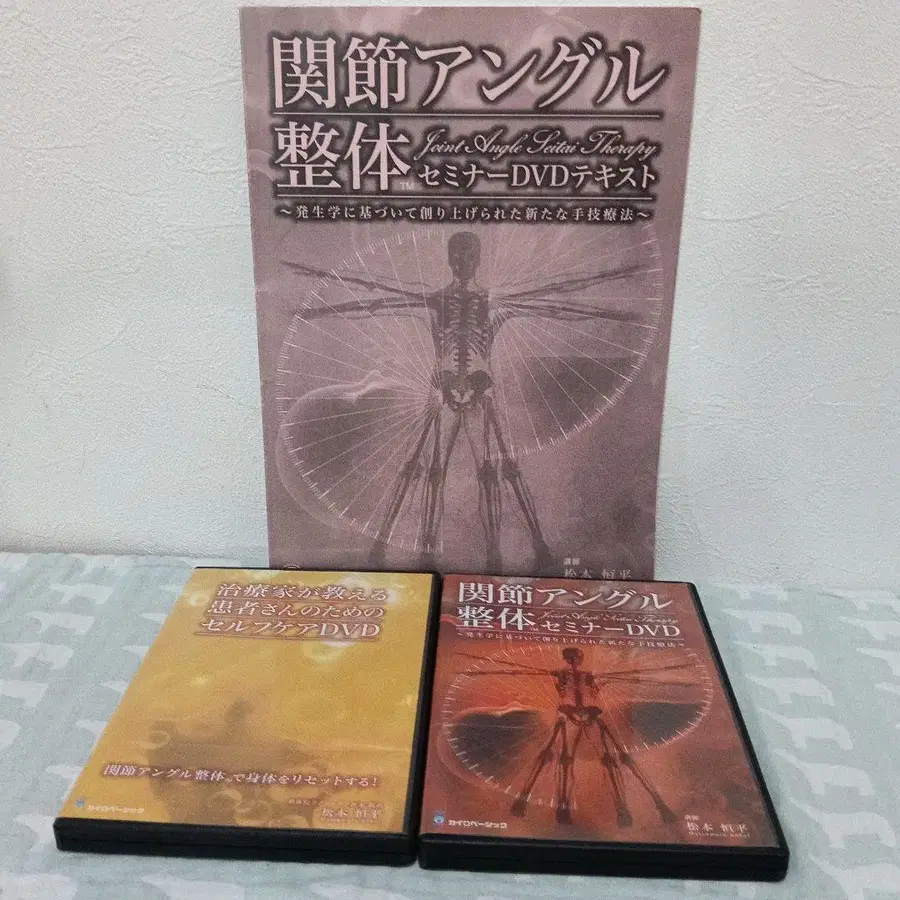 関節アングル
整体™
Joint Angle Seitai Therapy
セミナーDVDテキスト
～発生学に基づいて創り上げられた新たな手技療法～
講師
松本 恒平
治療家が教える
患者さんのための
セルフケアDVD
関節アングル整体 で身体をリセットする!
松本 恒平
カイロベーシック
関節アングル
整体
Joint Angle Seitai Therapy
セミナーDVD
～発生学に基づいて創り上げられた新たな手技療法～
講師
松本 恒平
カイロベーシック